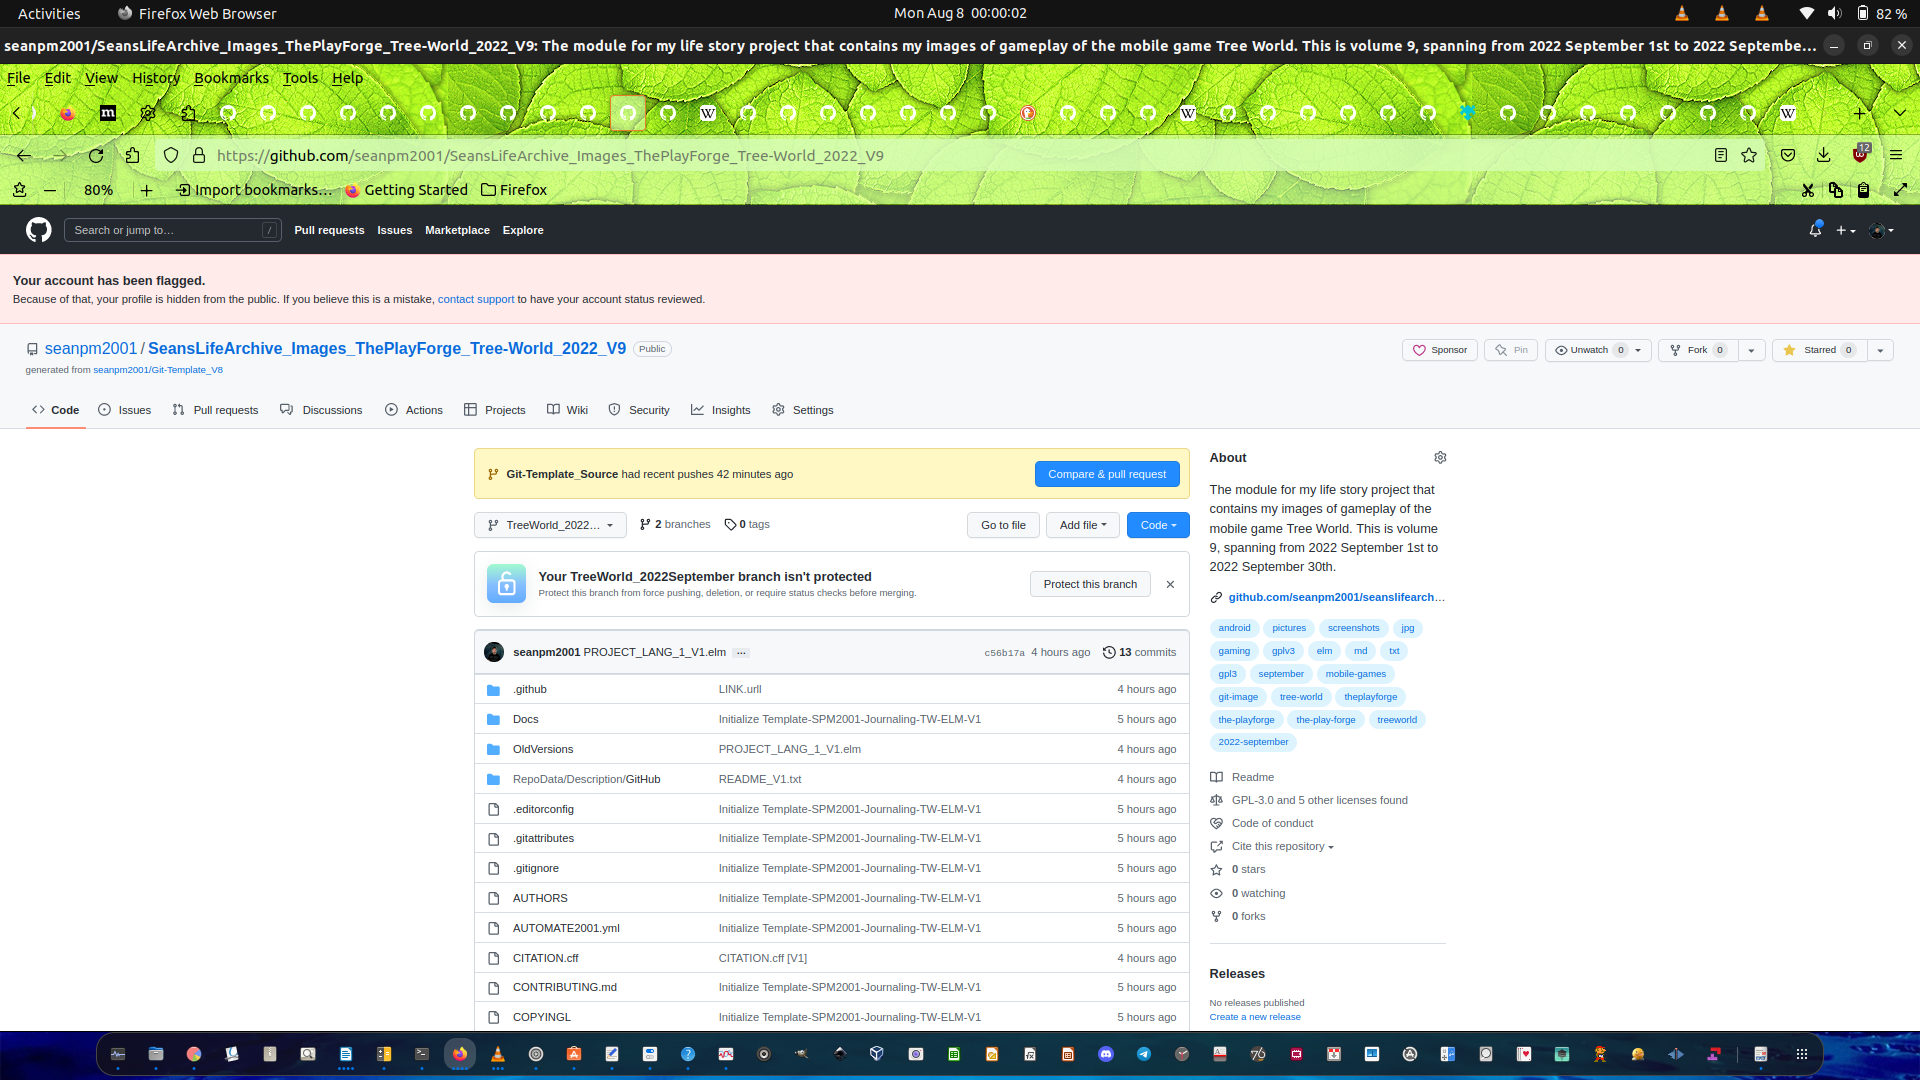 Activities
Firefox Web Browser
Mon Aug 8 00:00:02
82 %
seanpm2001/SeansLifeArchive_Images_ThePlayForge_Tree-World_2022_V9: The module for my life story project that contains my images of gameplay of the mobile game Tree World. This is volume 9, spanning from 2022 September 1st to 2022 Septembe…
File Edit View History Bookmarks Tools Help
https://github.com/seanpm2001/SeansLifeArchive_Images_ThePlayForge_Tree-World_2022_V9
12
80%
Import bookmarks…
Getting Started
Firefox
Search or jump to…
/
Pull requests
Issues
Marketplace
Explore
Your account has been flagged.
Because of that, your profile is hidden from the public. If you believe this is a mistake, contact support to have your account status reviewed.
seanpm2001 / SeansLifeArchive_Images_ThePlayForge_Tree-World_2022_V9
Public
generated from seanpm2001/Git-Template_V8
Sponsor
Pin
Unwatch 0
Fork 0
Starred 0
Code
Issues
Pull requests
Discussions
Actions
Projects
Wiki
Security
Insights
Settings
Git-Template_Source had recent pushes 42 minutes ago
Compare & pull request
TreeWorld_2022…
2 branches
0 tags
Go to file
Add file
Code
Your TreeWorld_2022September branch isn't protected
Protect this branch from force pushing, deletion, or require status checks before merging.
Protect this branch
seanpm2001 PROJECT_LANG_1_V1.elm …
c56b17a 4 hours ago
13 commits
.github LINK.urll 4 hours ago
Docs Initialize Template-SPM2001-Journaling-TW-ELM-V1 5 hours ago
OldVersions PROJECT_LANG_1_V1.elm 4 hours ago
RepoData/Description/GitHub README_V1.txt 4 hours ago
.editorconfig Initialize Template-SPM2001-Journaling-TW-ELM-V1 5 hours ago
.gitattributes Initialize Template-SPM2001-Journaling-TW-ELM-V1 5 hours ago
.gitignore Initialize Template-SPM2001-Journaling-TW-ELM-V1 5 hours ago
AUTHORS Initialize Template-SPM2001-Journaling-TW-ELM-V1 5 hours ago
AUTOMATE2001.yml Initialize Template-SPM2001-Journaling-TW-ELM-V1 5 hours ago
CITATION.cff CITATION.cff [V1] 4 hours ago
CONTRIBUTING.md Initialize Template-SPM2001-Journaling-TW-ELM-V1 5 hours ago
COPYINGL Initialize Template-SPM2001-Journaling-TW-ELM-V1 5 hours ago
About
The module for my life story project that
contains my images of gameplay of the
mobile game Tree World. This is volume
9, spanning from 2022 September 1st to
2022 September 30th.
github.com/seanpm2001/seanslifearch…
android pictures screenshots jpg
gaming gplv3 elm md txt
gpl3 september mobile-games
git-image tree-world theplayforge
the-playforge the-play-forge treeworld
2022-september
Readme
GPL-3.0 and 5 other licenses found
Code of conduct
Cite this repository
0 stars
0 watching
0 forks
Releases
No releases published
Create a new release